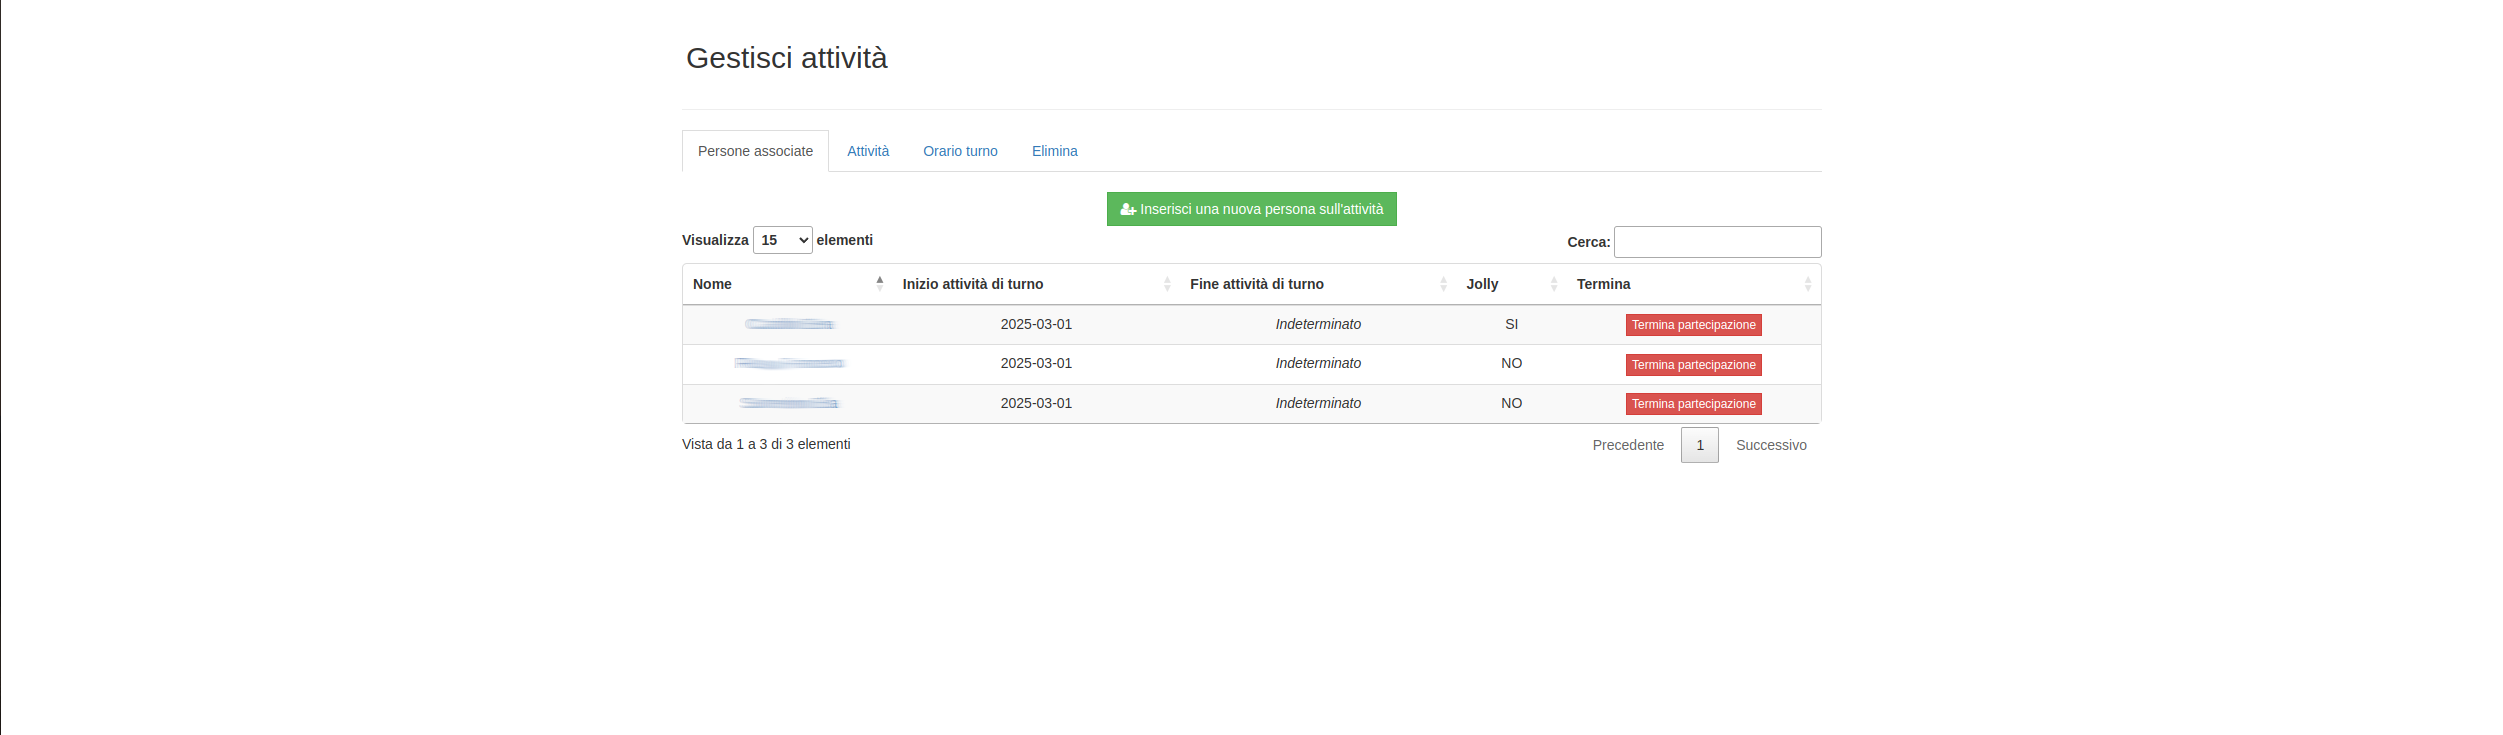 Gestisci attività
Persone associate Attività Orario turno Elimina
Inserisci una nuova persona sull'attività
Visualizza 15 elementi Cerca:
Nome Inizio attività di turno Fine attività di turno Jolly Termina
2025-03-01 Indeterminato SI Termina partecipazione
2025-03-01 Indeterminato NO Termina partecipazione
2025-03-01 Indeterminato NO Termina partecipazione
Vista da 1 a 3 di 3 elementi Precedente 1 Successivo